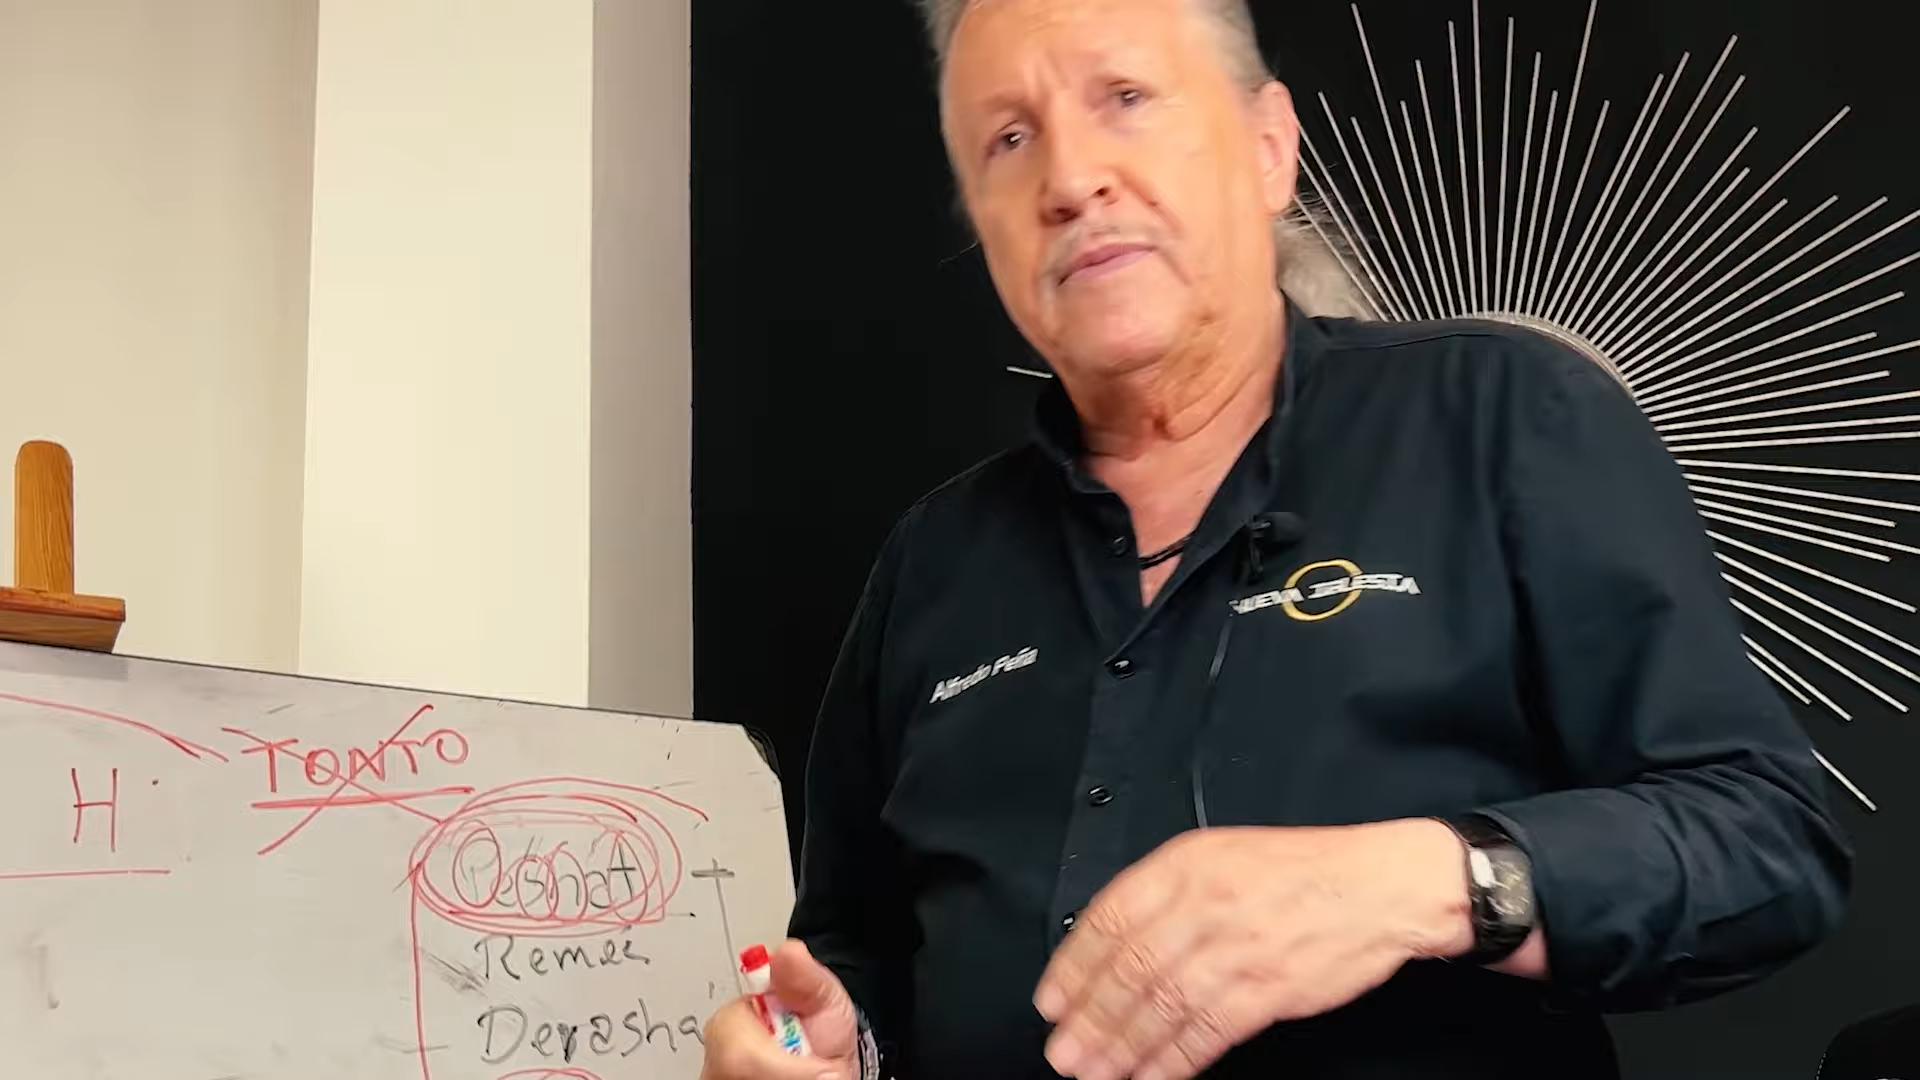 NUEVA IGLESIA
Alfredo Peña
TONTO
H
Peshat
Remez
Derasha